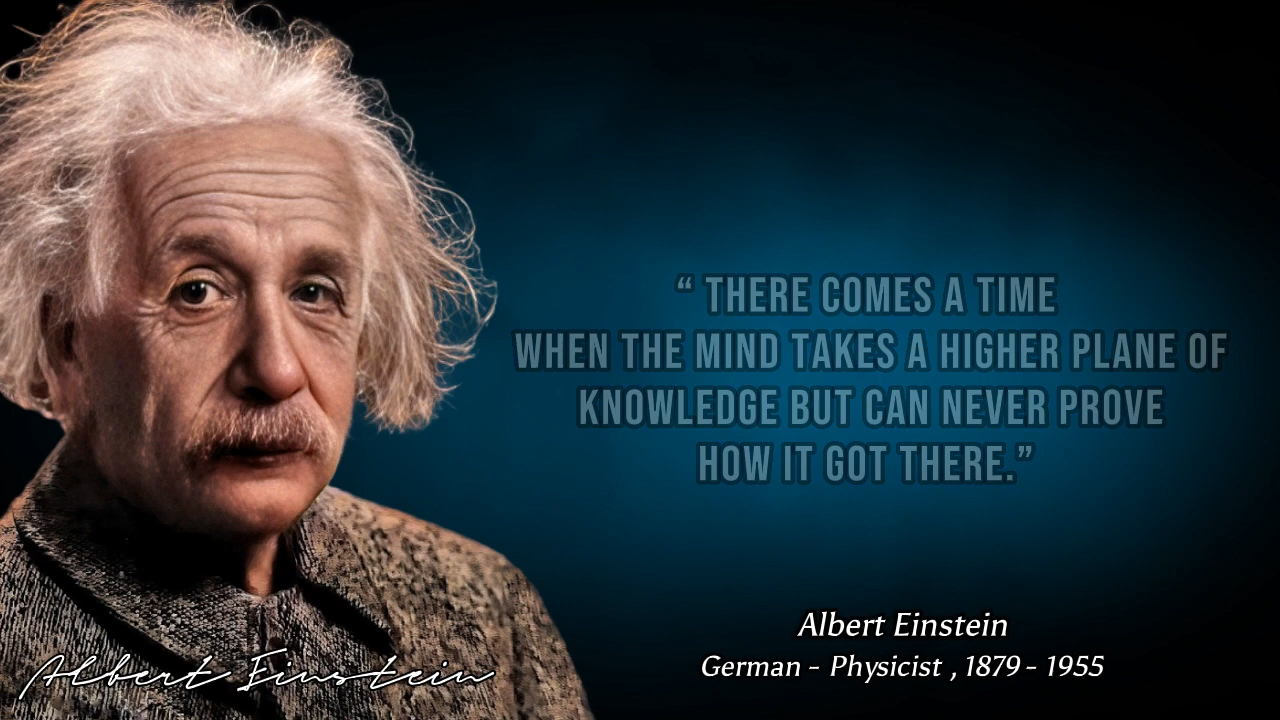 “ THERE COMES A TIME
WHEN THE MIND TAKES A HIGHER PLANE OF
KNOWLEDGE BUT CAN NEVER PROVE
HOW IT GOT THERE.”
Albert Einstein
German - Physicist , 1879 - 1955
Albert Einstein